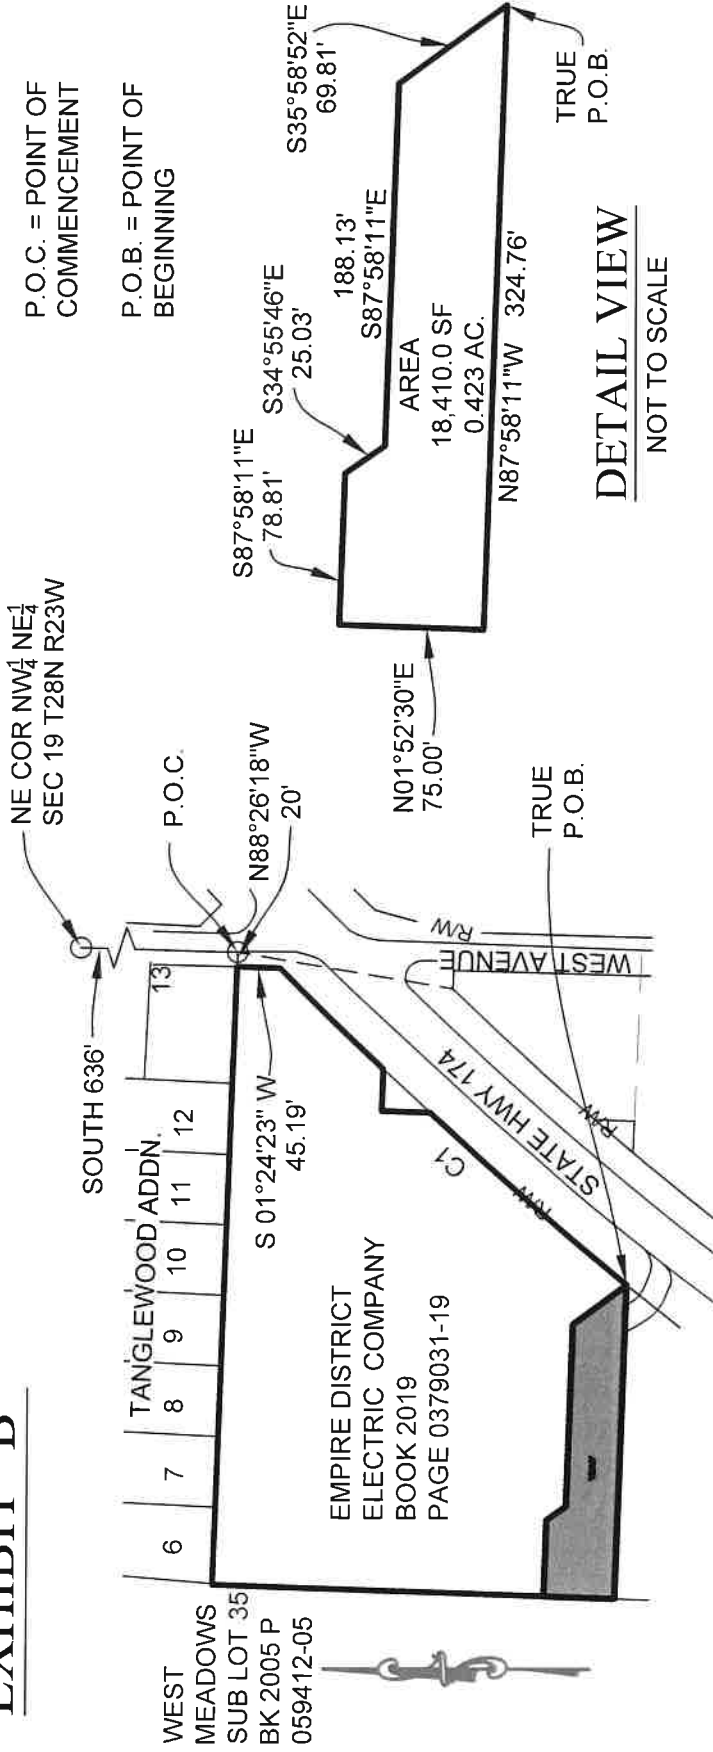 EXHIBIT "B"
NE COR NW¼ NE¼
SEC 19 T28N R23W
SOUTH 636'
P.O.C.
N88°26'18"W
20'
TANGLEWOOD ADDN.
6
7
8
9
10
11
12
13
S 01°24'23" W
45.19'
WEST
MEADOWS
SUB LOT 35
BK 2005 P
059412-05
EMPIRE DISTRICT
ELECTRIC COMPANY
BOOK 2019
PAGE 0379031-19
C1
R/W
STATE HWY 174
R/W
WEST AVENUE
R/W
TRUE
P.O.B.
P.O.C. = POINT OF
COMMENCEMENT
P.O.B. = POINT OF
BEGINNING
S87°58'11"E
78.81'
S34°55'46"E
25.03'
188.13'
S87°58'11"E
S35°58'52"E
69.81'
AREA
18,410.0 SF
0.423 AC.
N87°58'11"W 324.76'
N01°52'30"E
75.00'
TRUE
P.O.B.
DETAIL VIEW
NOT TO SCALE